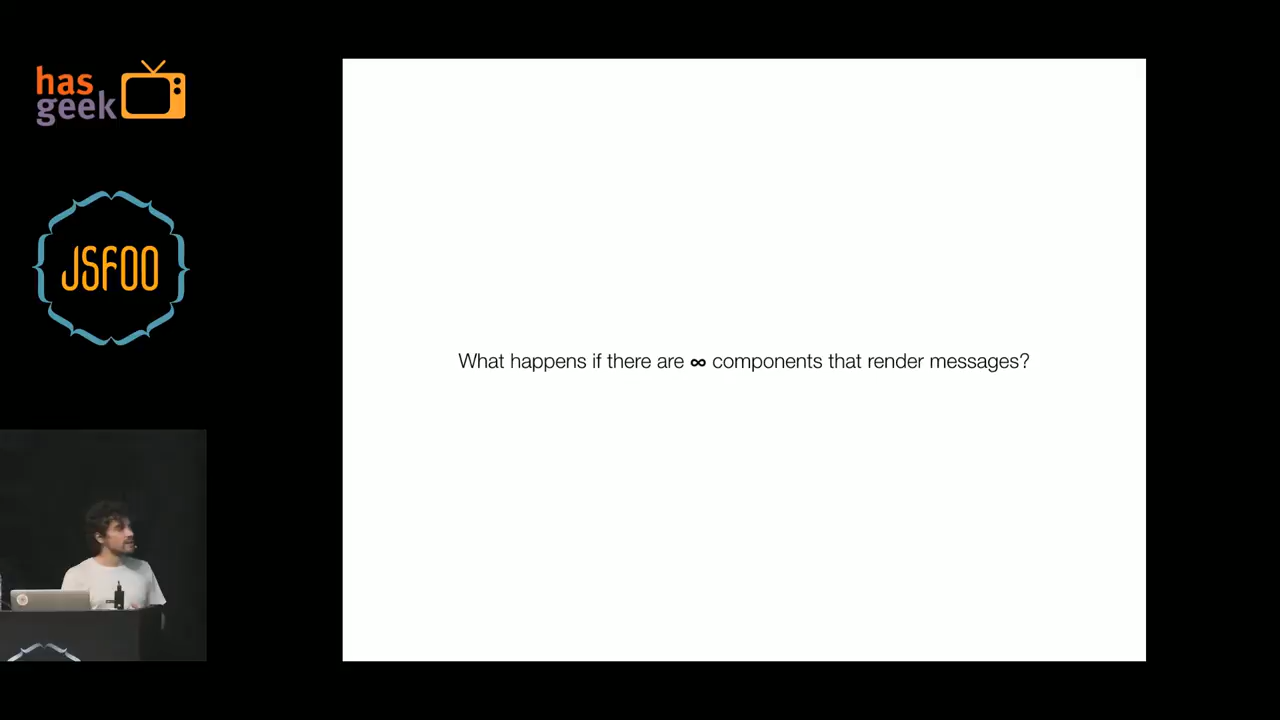 has
geek
JSFOO
What happens if there are ∞ components that render messages?